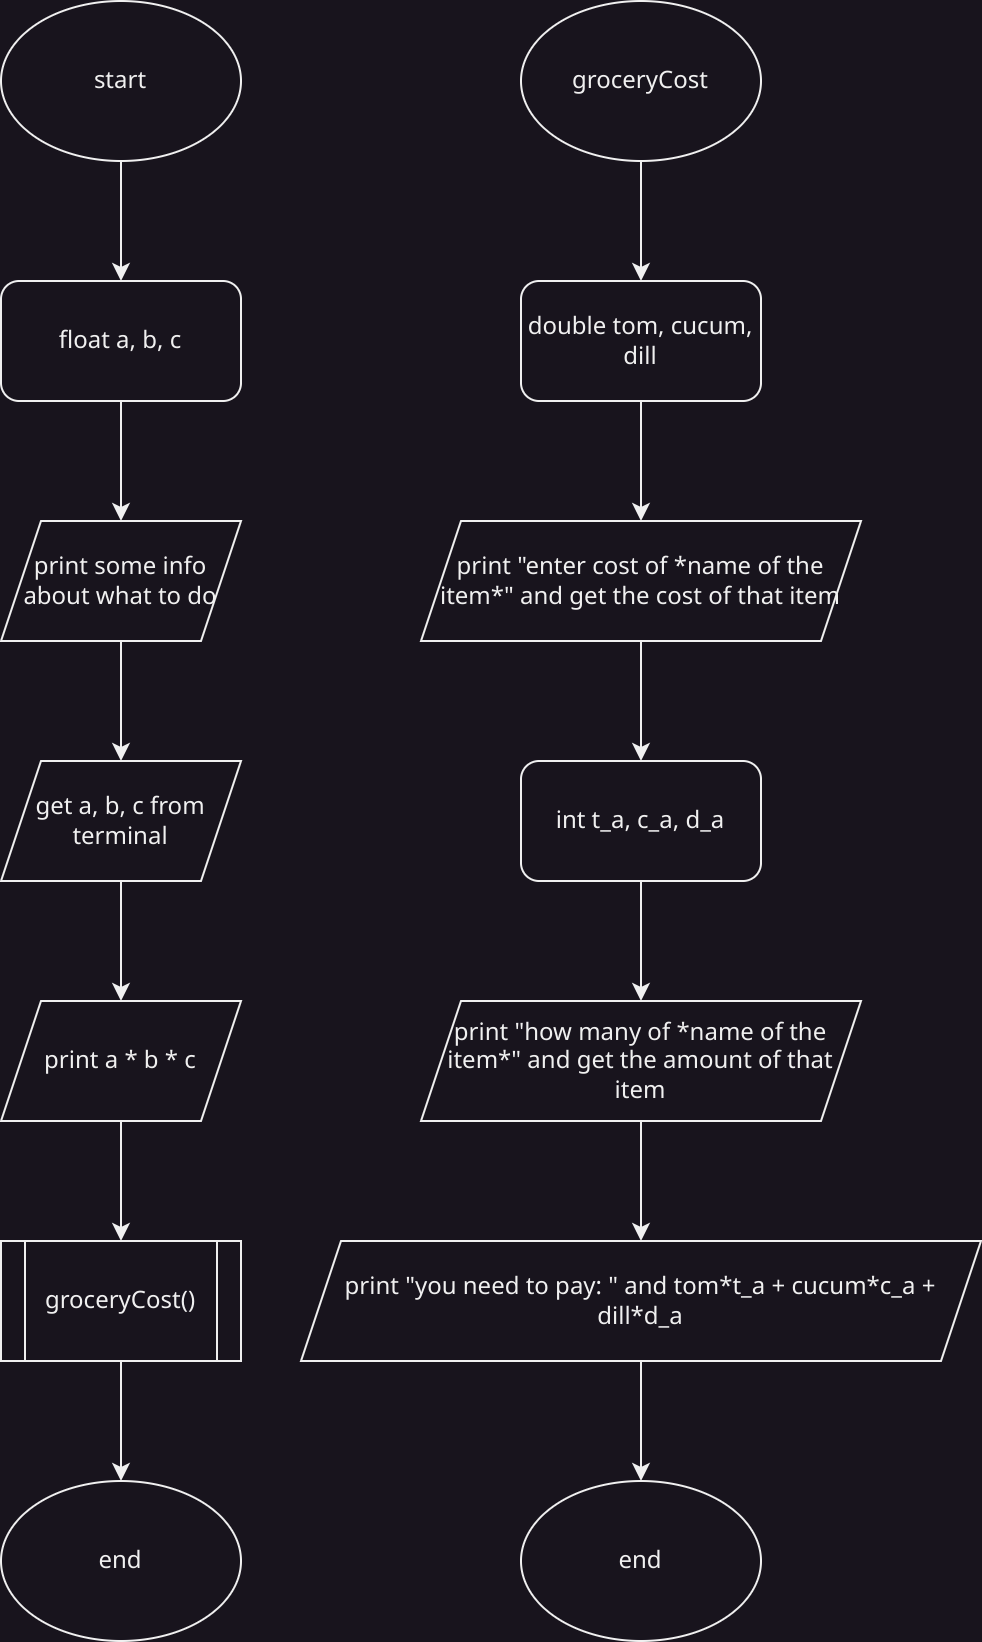 start
float a, b, c
print some info
about what to do
get a, b, c from
terminal
print a * b * c
groceryCost()
end
groceryCost
double tom, cucum,
dill
print "enter cost of *name of the
item*" and get the cost of that item
int t_a, c_a, d_a
print "how many of *name of the
item*" and get the amount of that
item
print "you need to pay: " and tom*t_a + cucum*c_a +
dill*d_a
end